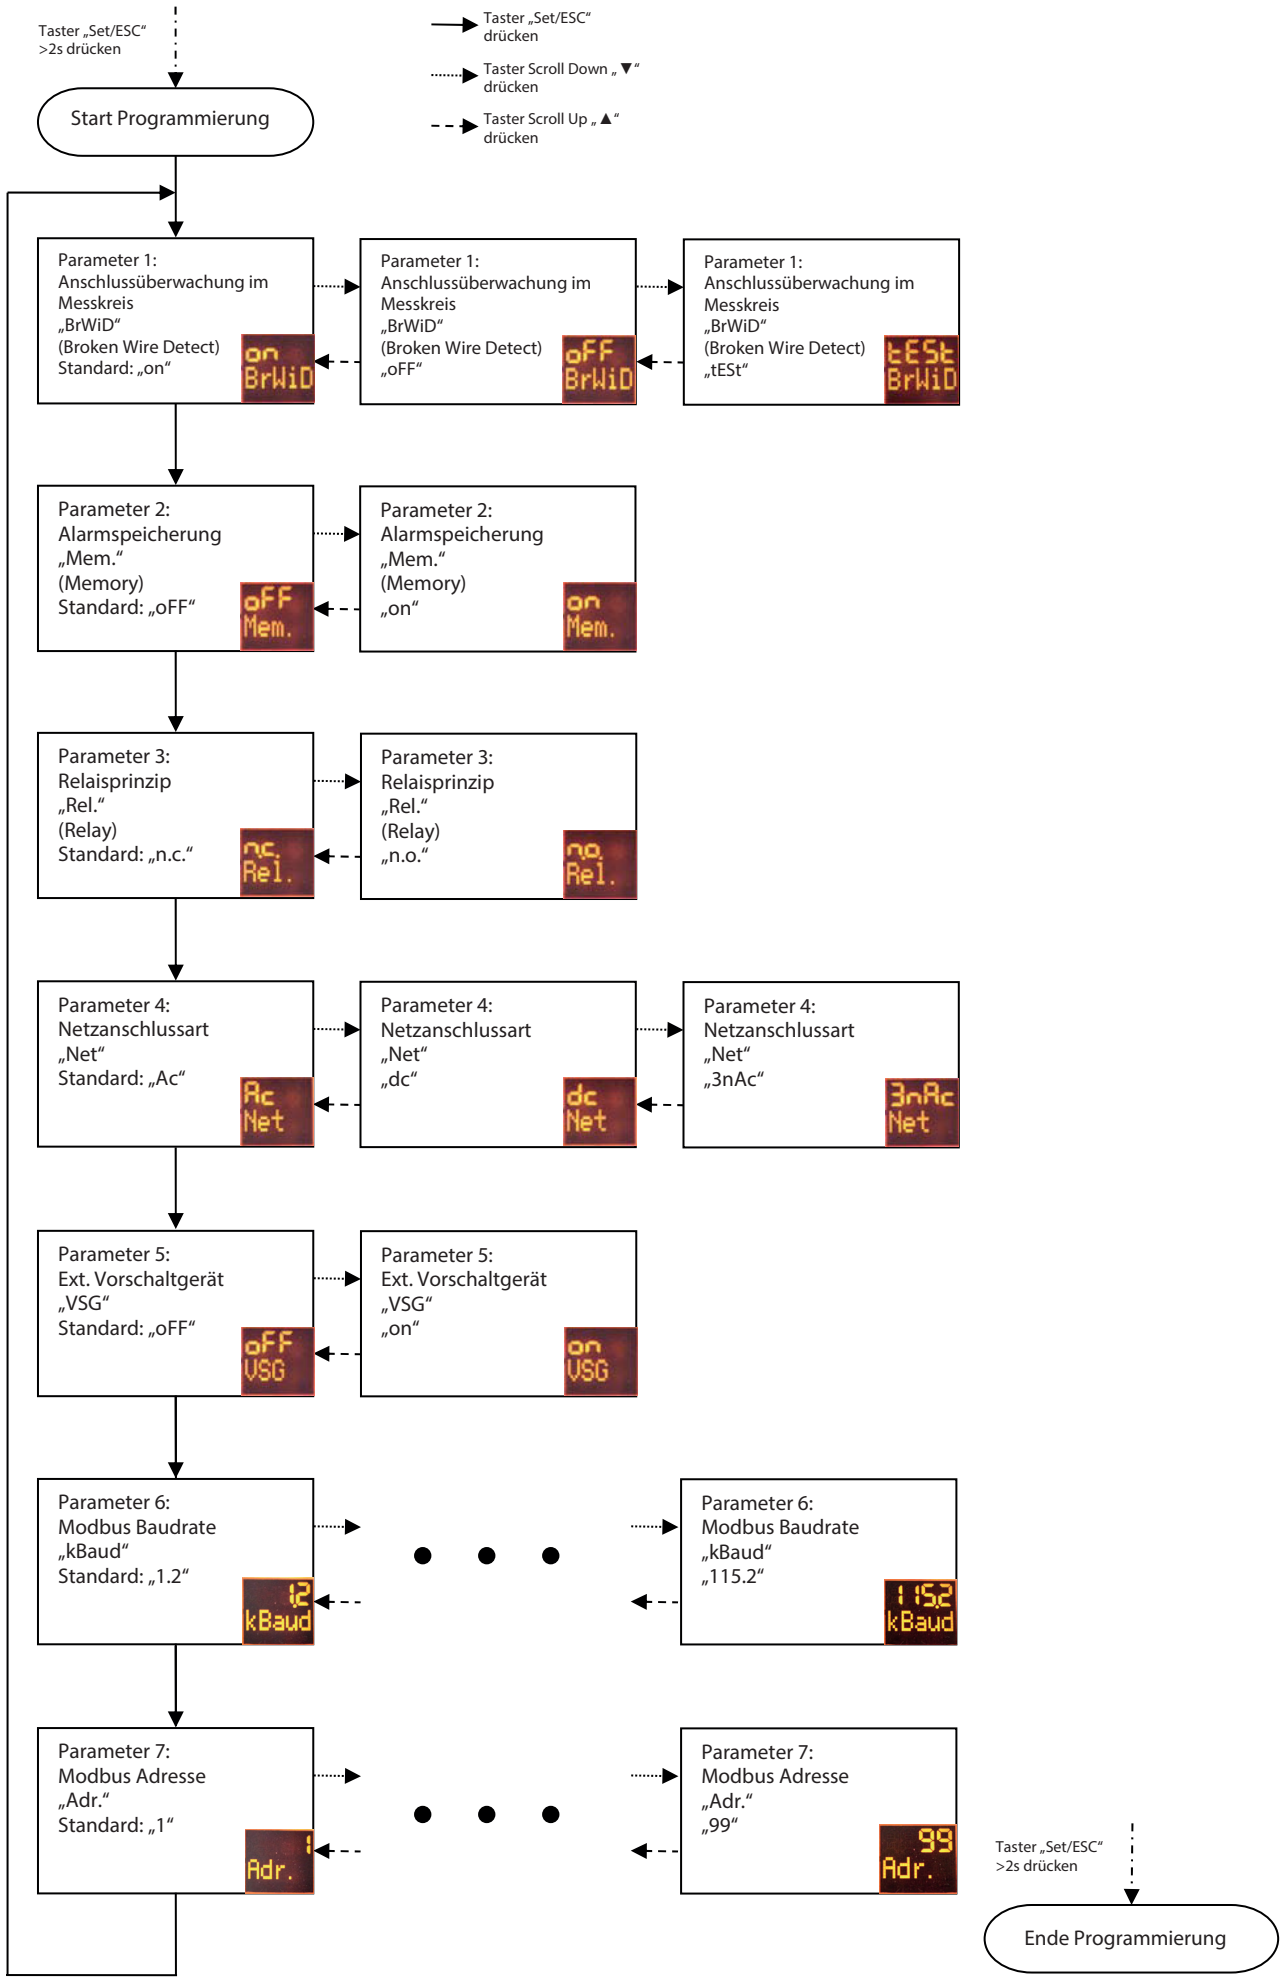 Taster „Set/ESC“
>2s drücken
Taster „Set/ESC“
drücken
Taster Scroll Down „▼“
drücken
Taster Scroll Up „▲“
drücken
Start Programmierung
Parameter 1:
Anschlussüberwachung im
Messkreis
„BrWiD“
(Broken Wire Detect)
Standard: „on“
on
BrWiD
Parameter 1:
Anschlussüberwachung im
Messkreis
„BrWiD“
(Broken Wire Detect)
„oFF“
oFF
BrWiD
Parameter 1:
Anschlussüberwachung im
Messkreis
„BrWiD“
(Broken Wire Detect)
„tESt“
tESt
BrWiD
Parameter 2:
Alarmspeicherung
„Mem.“
(Memory)
Standard: „oFF“
oFF
Mem.
Parameter 2:
Alarmspeicherung
„Mem.“
(Memory)
„on“
on
Mem.
Parameter 3:
Relaisprinzip
„Rel.“
(Relay)
Standard: „n.c.“
n.c.
Rel.
Parameter 3:
Relaisprinzip
„Rel.“
(Relay)
„n.o.“
n.o.
Rel.
Parameter 4:
Netzanschlussart
„Net“
Standard: „Ac“
Ac
Net
Parameter 4:
Netzanschlussart
„Net“
„dc“
dc
Net
Parameter 4:
Netzanschlussart
„Net“
„3nAc“
3nAc
Net
Parameter 5:
Ext. Vorschaltgerät
„VSG“
Standard: „oFF“
oFF
VSG
Parameter 5:
Ext. Vorschaltgerät
„VSG“
„on“
on
VSG
Parameter 6:
Modbus Baudrate
„kBaud“
Standard: „1.2“
1.2
kBaud
Parameter 6:
Modbus Baudrate
„kBaud“
„115.2“
115.2
kBaud
Parameter 7:
Modbus Adresse
„Adr.“
Standard: „1“
1
Adr.
Parameter 7:
Modbus Adresse
„Adr.“
„99“
99
Adr.
Taster „Set/ESC“
>2s drücken
Ende Programmierung